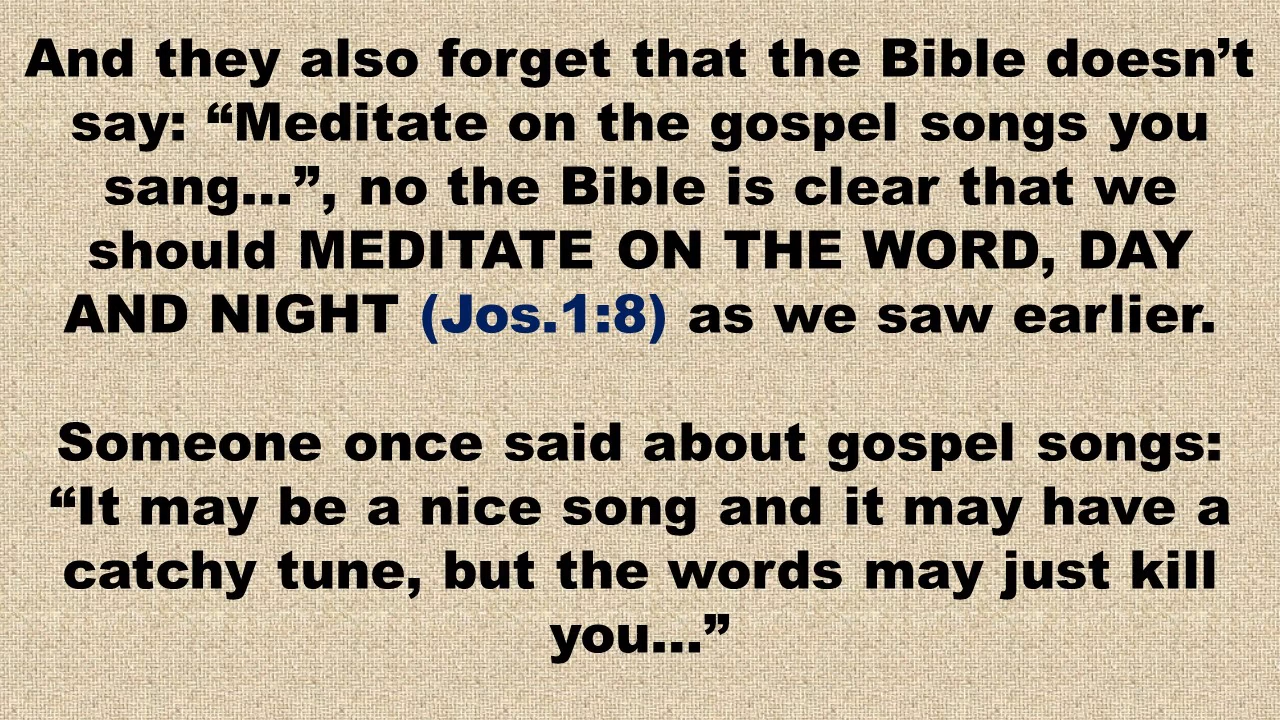 And they also forget that the Bible doesn’t
say: “Meditate on the gospel songs you
sang...”, no the Bible is clear that we
should MEDITATE ON THE WORD, DAY
AND NIGHT (Jos.1:8) as we saw earlier.
Someone once said about gospel songs:
“It may be a nice song and it may have a
catchy tune, but the words may just kill
you...”